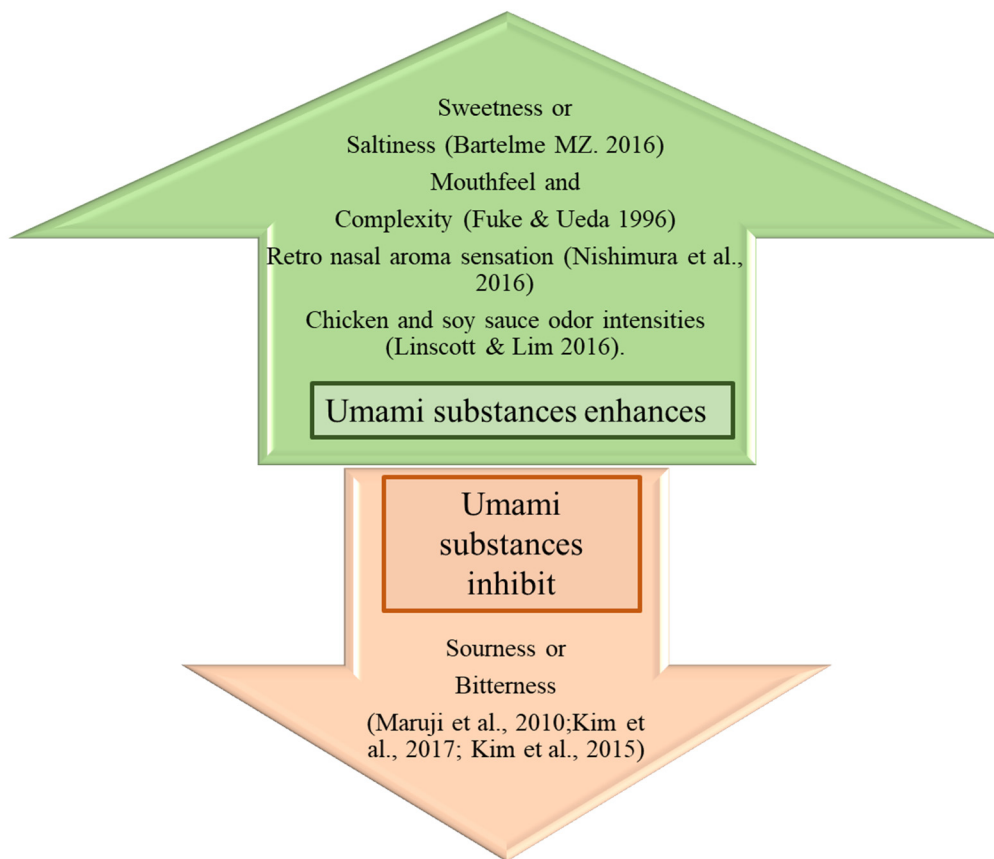 Sweetness or
Saltiness (Bartelme MZ. 2016)
Mouthfeel and
Complexity (Fuke & Ueda 1996)
Retro nasal aroma sensation (Nishimura et al.,
2016)
Chicken and soy sauce odor intensities
(Linscott & Lim 2016).
Umami substances enhances
Umami
substances
inhibit
Sourness or
Bitterness
(Maruji et al., 2010;Kim et
al., 2017; Kim et al., 2015)